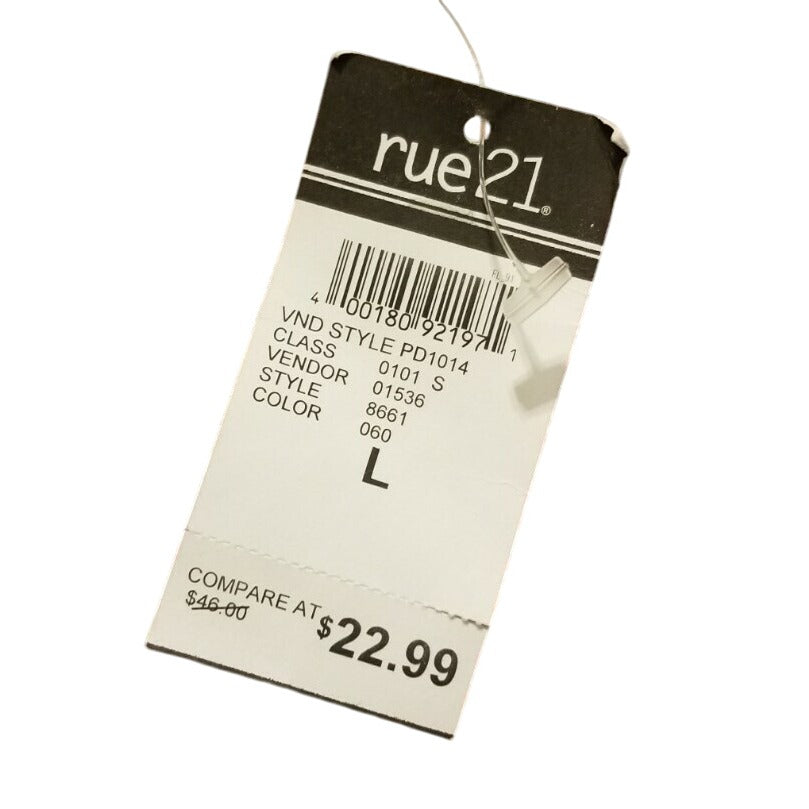 rue21®
4 00180 92197 1
VND STYLE PD1014
CLASS 0101 S
VENDOR 01536
STYLE 8661
COLOR 060
L
COMPARE AT
$46.00
$22.99